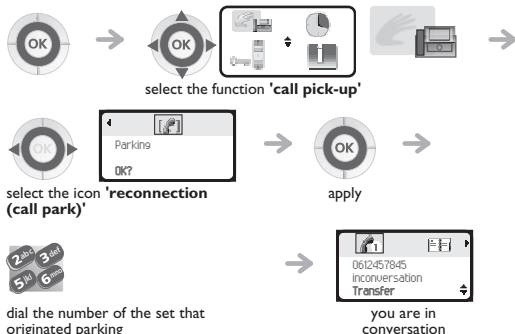 OK
OK
select the function 'call pick-up'
OK
Parking
OK?
OK
select the icon 'reconnection
(call park)'
apply
2abc 3def
5jkl 6mno
1
0612457845
inconversation
Transfer
dial the number of the set that
originated parking
you are in
conversation